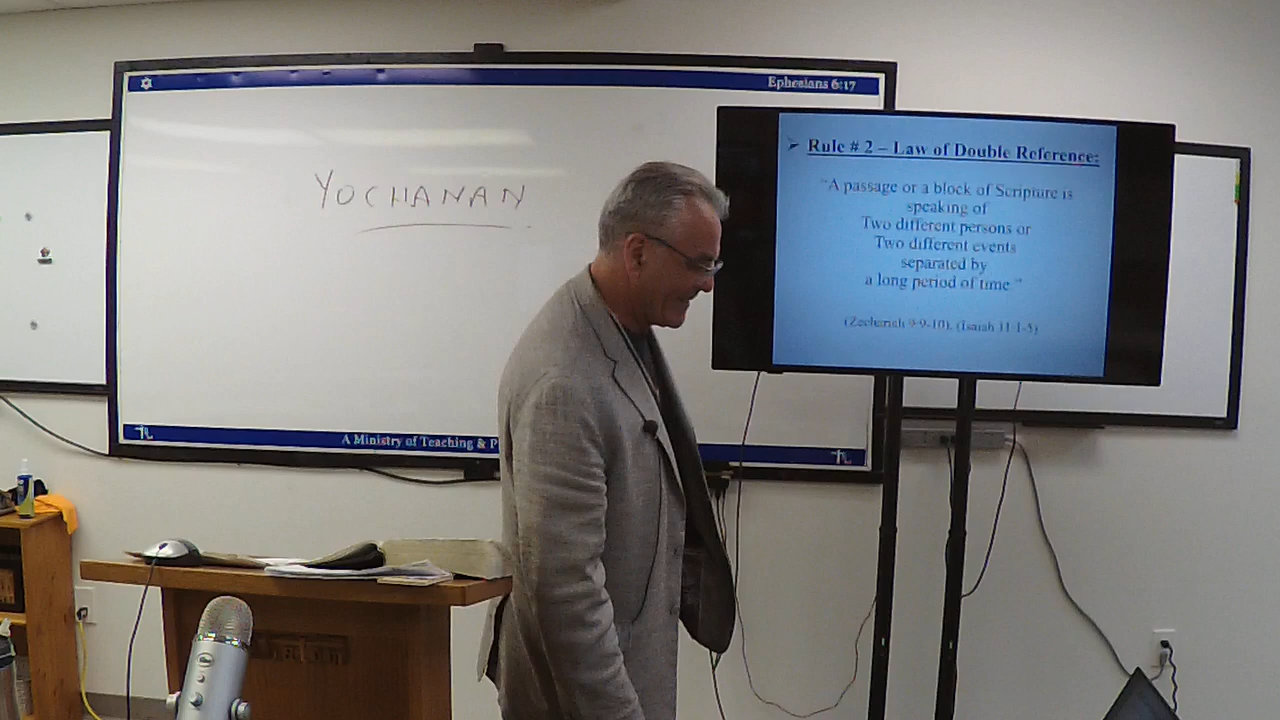 Ephesians 6:17
YOCHANAN
A Ministry of Teaching & P
➤ Rule # 2 – Law of Double Reference:
"A passage or a block of Scripture is
speaking of
Two different persons or
Two different events
separated by
a long period of time "
(Zechariah 9:9-10), (Isaiah 11:1-5)